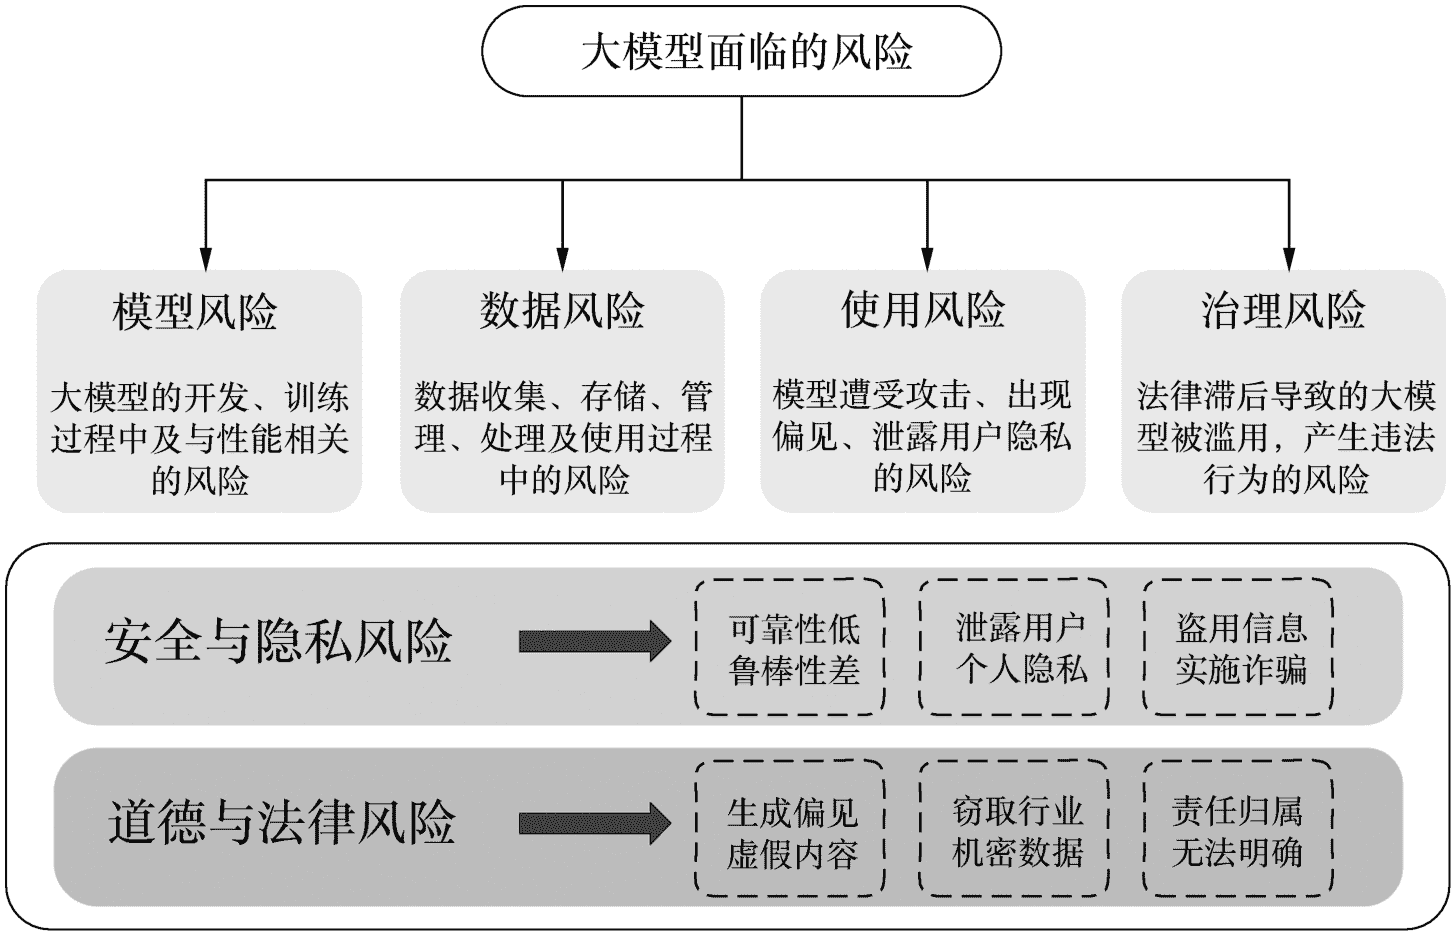 大模型面临的风险
模型风险
大模型的开发、训练
过程中及与性能相关
的风险
数据风险
数据收集、存储、管
理、处理及使用过程
中的风险
使用风险
模型遭受攻击、出现
偏见、泄露用户隐私
的风险
治理风险
法律滞后导致的大模
型被滥用，产生违法
行为的风险
安全与隐私风险
可靠性低
鲁棒性差
泄露用户
个人隐私
盗用信息
实施诈骗
道德与法律风险
生成偏见
虚假内容
窃取行业
机密数据
责任归属
无法明确